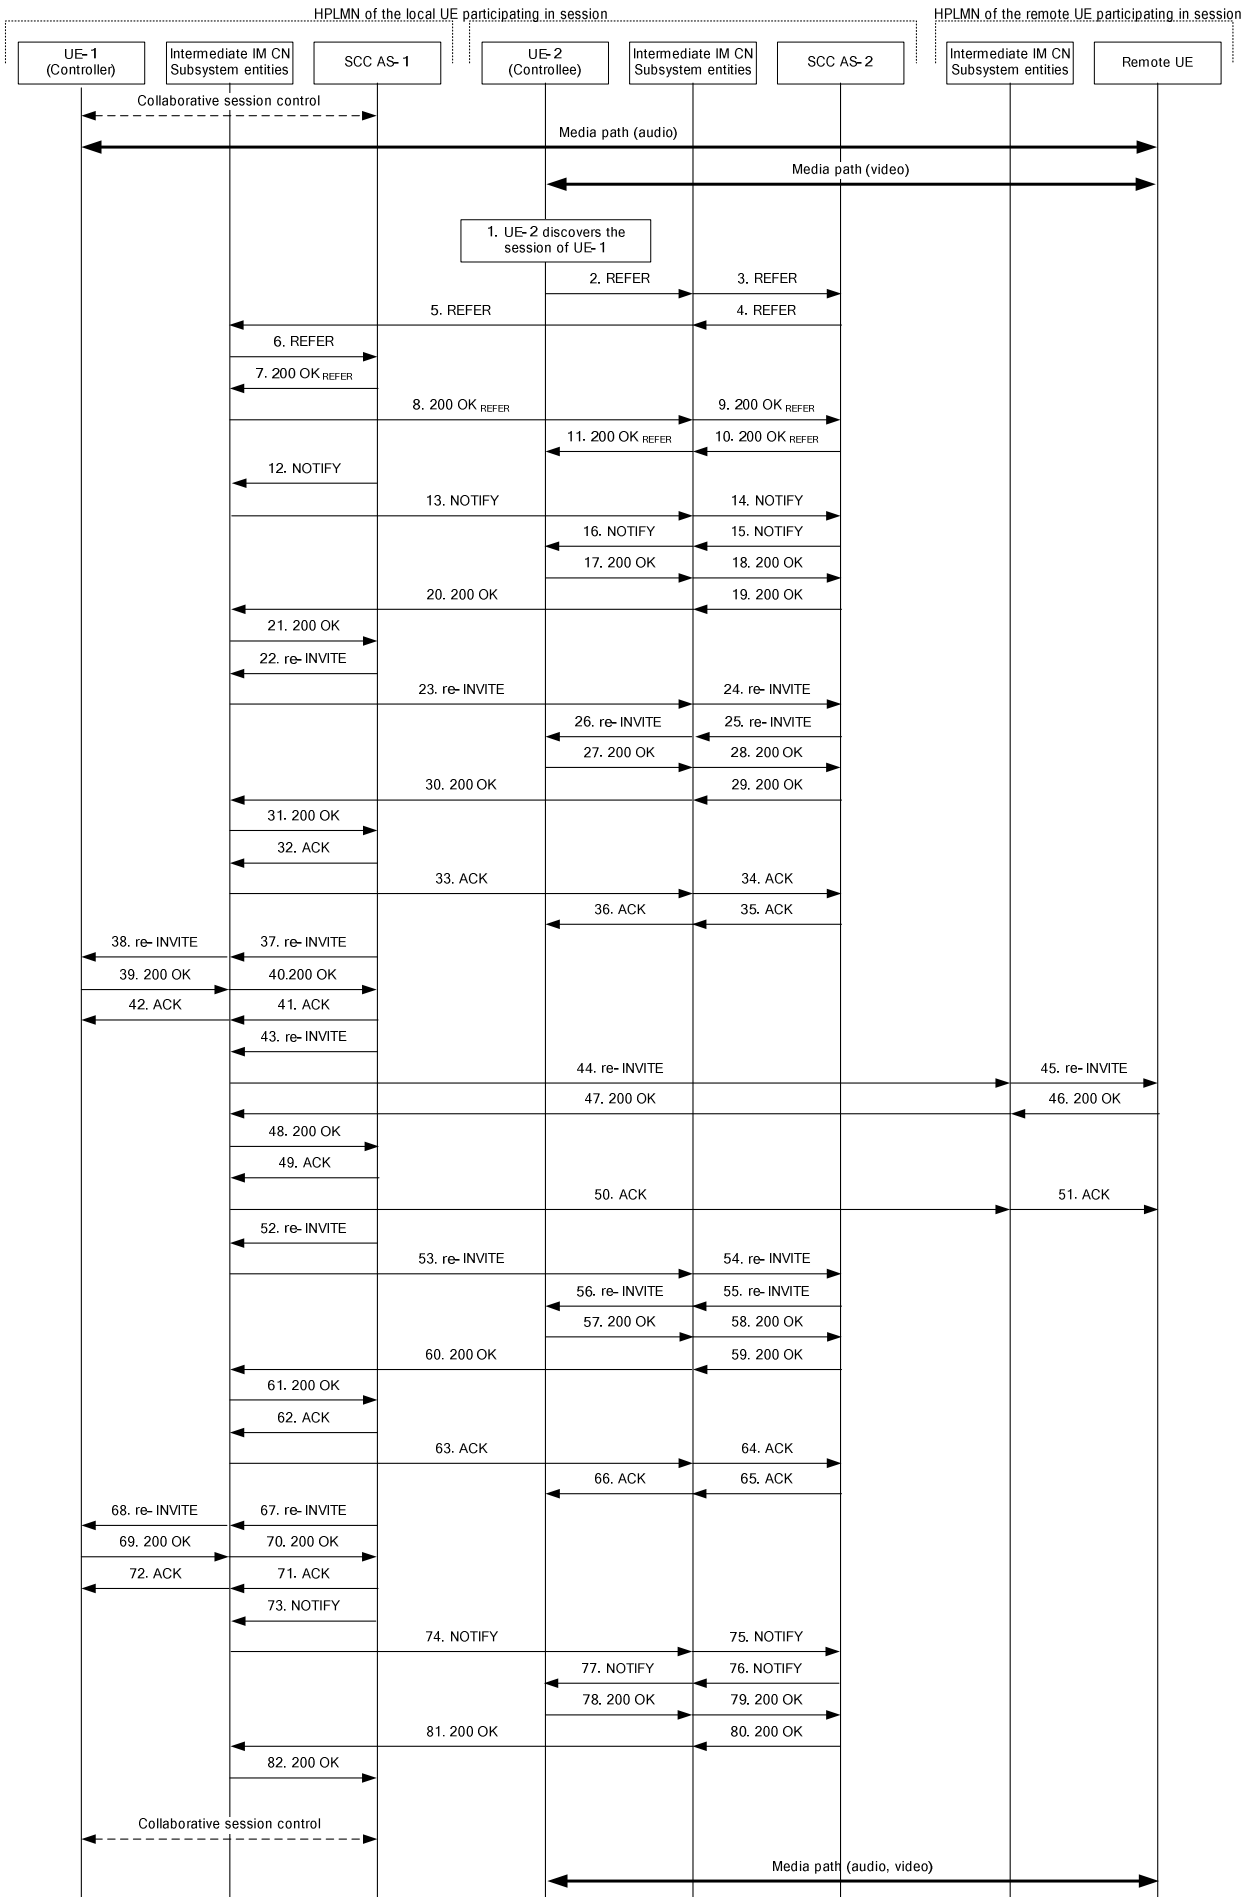 HPLMN of the local UE participating in session
HPLMN of the remote UE participating in session
UE-1
(Controller)
Intermediate IM CN
Subsystem entities
SCC AS-1
UE-2
(Controllee)
Intermediate IM CN
Subsystem entities
SCC AS-2
Intermediate IM CN
Subsystem entities
Remote UE
Collaborative session control
Media path (audio)
Media path (video)
1. UE-2 discovers the
session of UE-1
2. REFER
3. REFER
5. REFER
4. REFER
6. REFER
7. 200 OK REFER
8. 200 OK REFER
9. 200 OK REFER
11. 200 OK REFER
10. 200 OK REFER
12. NOTIFY
13. NOTIFY
14. NOTIFY
16. NOTIFY
15. NOTIFY
17. 200 OK
18. 200 OK
20. 200 OK
19. 200 OK
21. 200 OK
22. re-INVITE
23. re-INVITE
24. re-INVITE
26. re-INVITE
25. re-INVITE
27. 200 OK
28. 200 OK
30. 200 OK
29. 200 OK
31. 200 OK
32. ACK
33. ACK
34. ACK
36. ACK
35. ACK
38. re-INVITE
37. re-INVITE
39. 200 OK
40.200 OK
42. ACK
41. ACK
43. re-INVITE
44. re-INVITE
45. re-INVITE
47. 200 OK
46. 200 OK
48. 200 OK
49. ACK
50. ACK
51. ACK
52. re-INVITE
53. re-INVITE
54. re-INVITE
56. re-INVITE
55. re-INVITE
57. 200 OK
58. 200 OK
60. 200 OK
59. 200 OK
61. 200 OK
62. ACK
63. ACK
64. ACK
66. ACK
65. ACK
68. re-INVITE
67. re-INVITE
69. 200 OK
70. 200 OK
72. ACK
71. ACK
73. NOTIFY
74. NOTIFY
75. NOTIFY
77. NOTIFY
76. NOTIFY
78. 200 OK
79. 200 OK
81. 200 OK
80. 200 OK
82. 200 OK
Collaborative session control
Media path (audio, video)